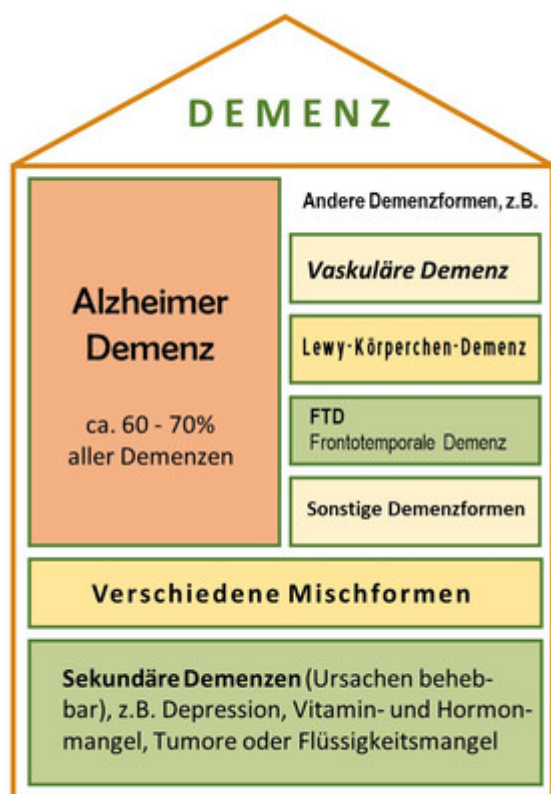 DEMENZ
Alzheimer
Demenz
ca. 60 - 70%
aller Demenzen
Andere Demenzformen, z.B.
Vaskuläre Demenz
Lewy-Körperchen-Demenz
FTD
Frontotemporale Demenz
Sonstige Demenzformen
Verschiedene Mischformen
Sekundäre Demenzen (Ursachen beheb-
bar), z.B. Depression, Vitamin- und Hormon-
mangel, Tumore oder Flüssigkeitsmangel